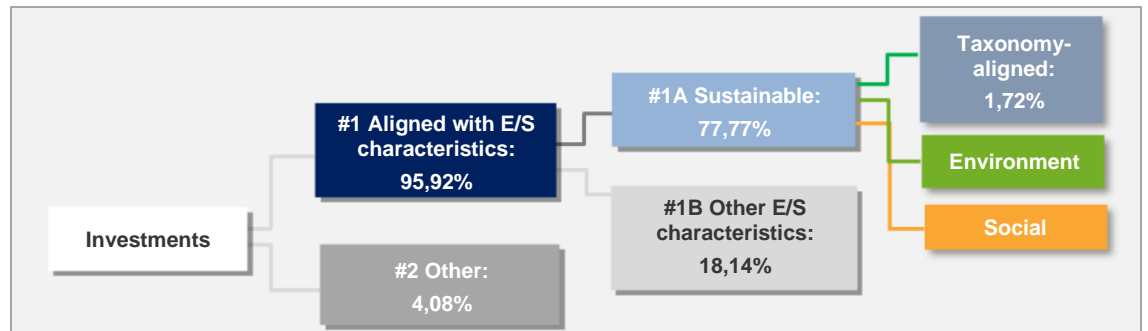 Investments
#1 Aligned with E/S
characteristics:
95,92%
#2 Other:
4,08%
#1A Sustainable:
77,77%
#1B Other E/S
characteristics:
18,14%
Taxonomy-
aligned:
1,72%
Environment
Social